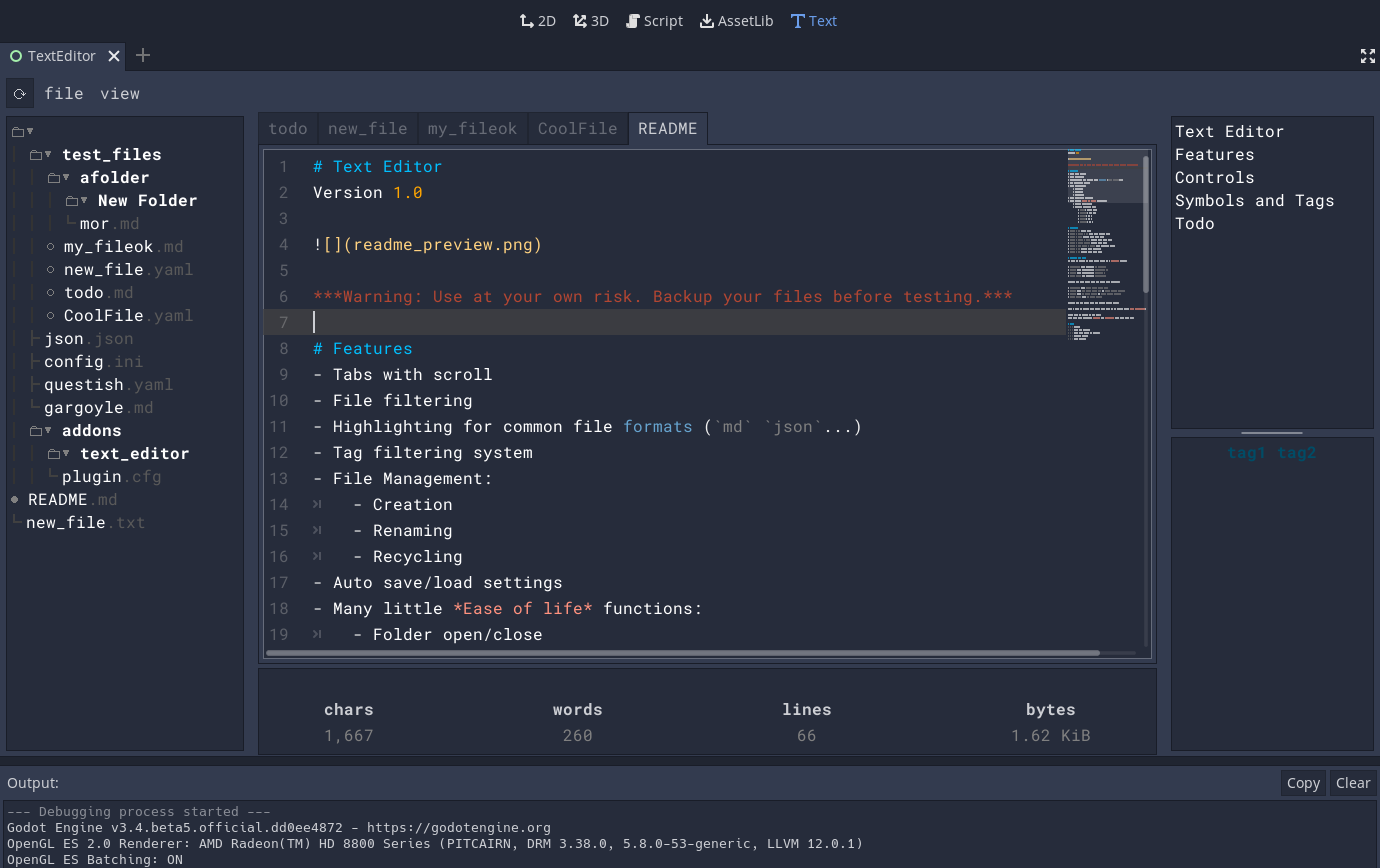 2D 3D Script AssetLib Text
TextEditor
file view
test_files
afolder
New Folder
mor.md
my_fileok.md
new_file.yaml
todo.md
CoolFile.yaml
json.json
config.ini
questish.yaml
gargoyle.md
addons
text_editor
plugin.cfg
README.md
new_file.txt
todo new_file my_fileok CoolFile README
1 # Text Editor
2 Version 1.0
3
4 ![](readme_preview.png)
5
6 ***Warning: Use at your own risk. Backup your files before testing.***
7
8 # Features
9 - Tabs with scroll
10 - File filtering
11 - Highlighting for common file formats (`md` `json`...)
12 - Tag filtering system
13 - File Management:
14 - Creation
15 - Renaming
16 - Recycling
17 - Auto save/load settings
18 - Many little *Ease of life* functions:
19 - Folder open/close
chars words lines bytes
1,667 260 66 1.62 KiB
Text Editor
Features
Controls
Symbols and Tags
Todo
tag1 tag2
Output: Copy Clear
--- Debugging process started ---
Godot Engine v3.4.beta5.official.dd0ee4872 - https://godotengine.org
OpenGL ES 2.0 Renderer: AMD Radeon(TM) HD 8800 Series (PITCAIRN, DRM 3.38.0, 5.8.0-53-generic, LLVM 12.0.1)
OpenGL ES Batching: ON